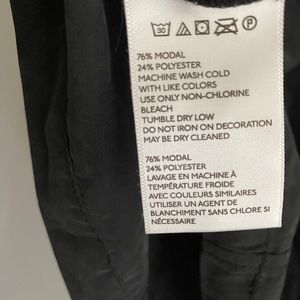 30 P
76% MODAL
24% POLYESTER
MACHINE WASH COLD
WITH LIKE COLORS
USE ONLY NON-CHLORINE
BLEACH
TUMBLE DRY LOW
DO NOT IRON ON DECORATION
MAY BE DRY CLEANED
76% MODAL
24% POLYESTER
LAVAGE EN MACHINE À
TEMPÉRATURE FROIDE
AVEC COULEURS SIMILAIRES
UTILISER UN AGENT DE
BLANCHIMENT SANS CHLORE SI
NÉCESSAIRE